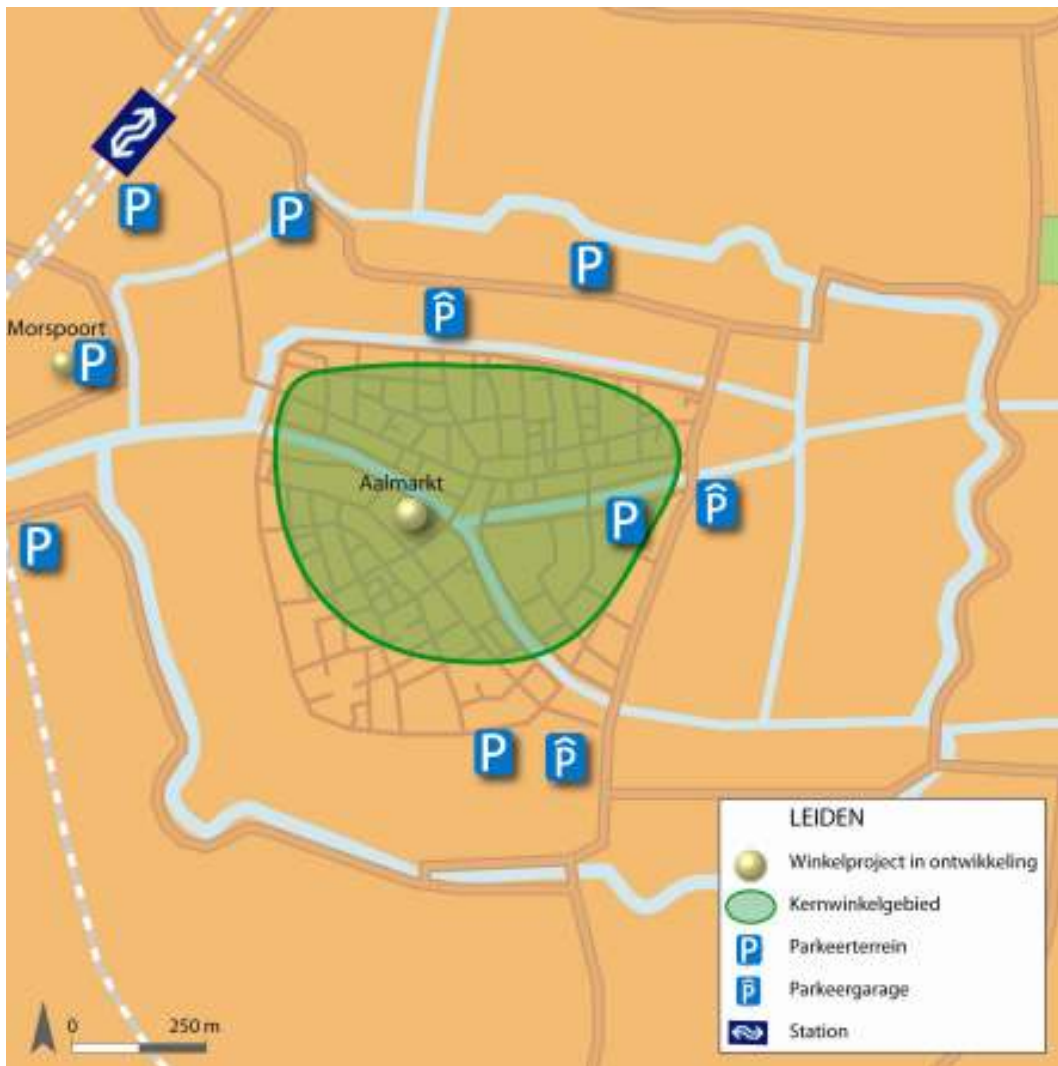 P
P
P
P̂
Morspoort
P
Aalmarkt
P
P̂
P
P
P̂
LEIDEN
Winkelproject in ontwikkeling
Kernwinkelgebied
P Parkeerterrein
P̂ Parkeergarage
Station
0 250 m